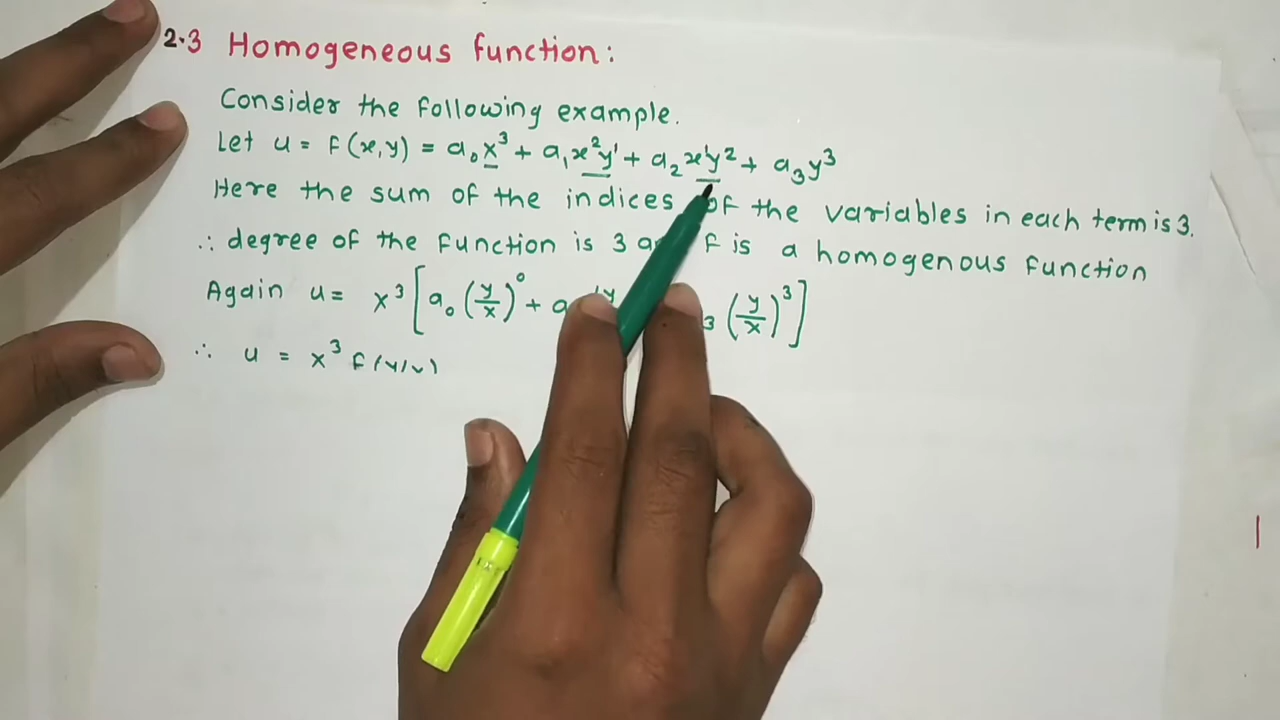 2.3 Homogeneous function:
Consider the following example.
Let u = f(x,y) = a₀x³ + a₁x²y¹ + a₂x¹y² + a₃y³
Here the sum of the indices of the variables in each term is 3.
∴ degree of the function is 3 f is a homogenous function
Again u = x³[a₀(y/x)⁰ + a ₃(y/x)³]
∴ u = x³ f(y/x)